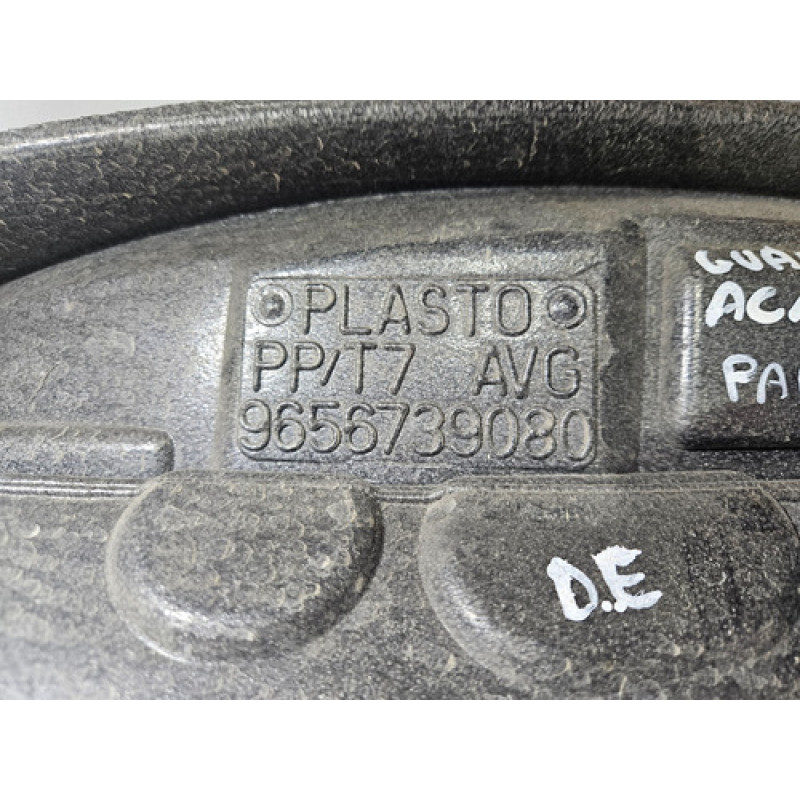 PLASTO
PP/T7 AVG
9656739080
D.E